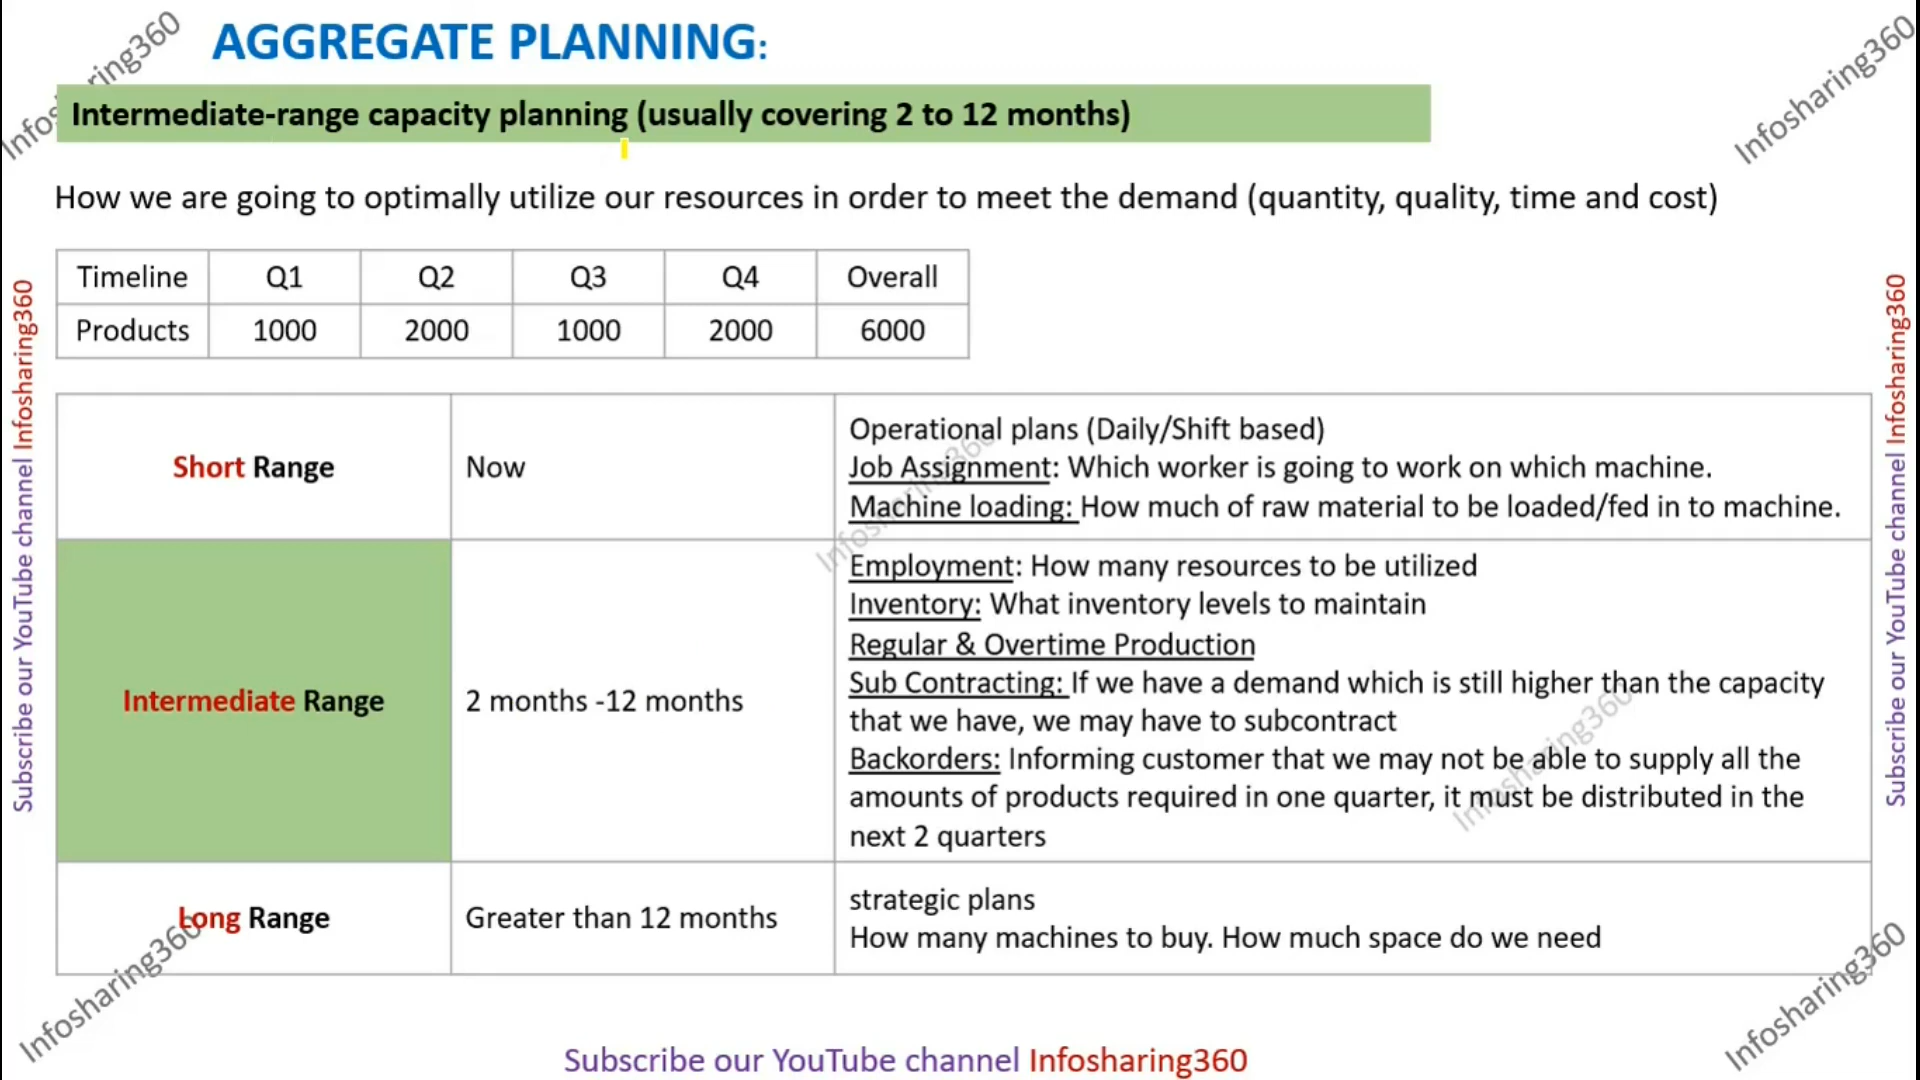 AGGREGATE PLANNING:
Infosharing360
Intermediate-range capacity planning (usually covering 2 to 12 months)
How we are going to optimally utilize our resources in order to meet the demand (quantity, quality, time and cost)
Timeline Q1 Q2 Q3 Q4 Overall
Products 1000 2000 1000 2000 6000
Short Range
Now
Operational plans (Daily/Shift based)
Job Assignment: Which worker is going to work on which machine.
Machine loading: How much of raw material to be loaded/fed in to machine.
Infosharing360
Intermediate Range
2 months -12 months
Employment: How many resources to be utilized
Inventory: What inventory levels to maintain
Regular & Overtime Production
Sub Contracting: If we have a demand which is still higher than the capacity
that we have, we may have to subcontract
Backorders: Informing customer that we may not be able to supply all the
amounts of products required in one quarter, it must be distributed in the
next 2 quarters
Infosharing360
Long Range
Greater than 12 months
strategic plans
How many machines to buy. How much space do we need
Subscribe our YouTube channel Infosharing360
Subscribe our YouTube channel Infosharing360
Infosharing360
Infosharing360
Subscribe our YouTube channel Infosharing360